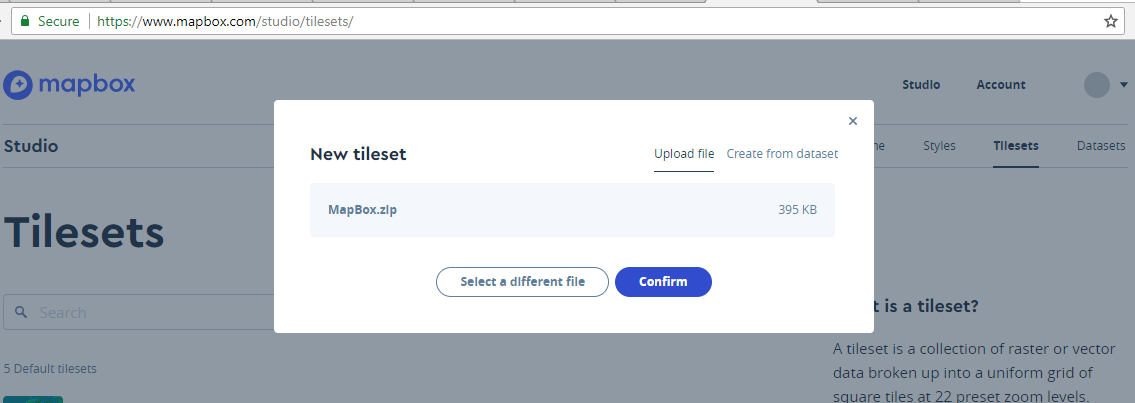 Secure https://www.mapbox.com/studio/tilesets/
mapbox
Studio Account
New tileset
Upload file Create from dataset
Studio
Styles Tilesets Datasets
MapBox.zip 395 KB
Tilesets
Select a different file Confirm
Search
is a tileset?
5 Default tilesets
A tileset is a collection of raster or vector
data broken up into a uniform grid of
square tiles at 22 preset zoom levels.